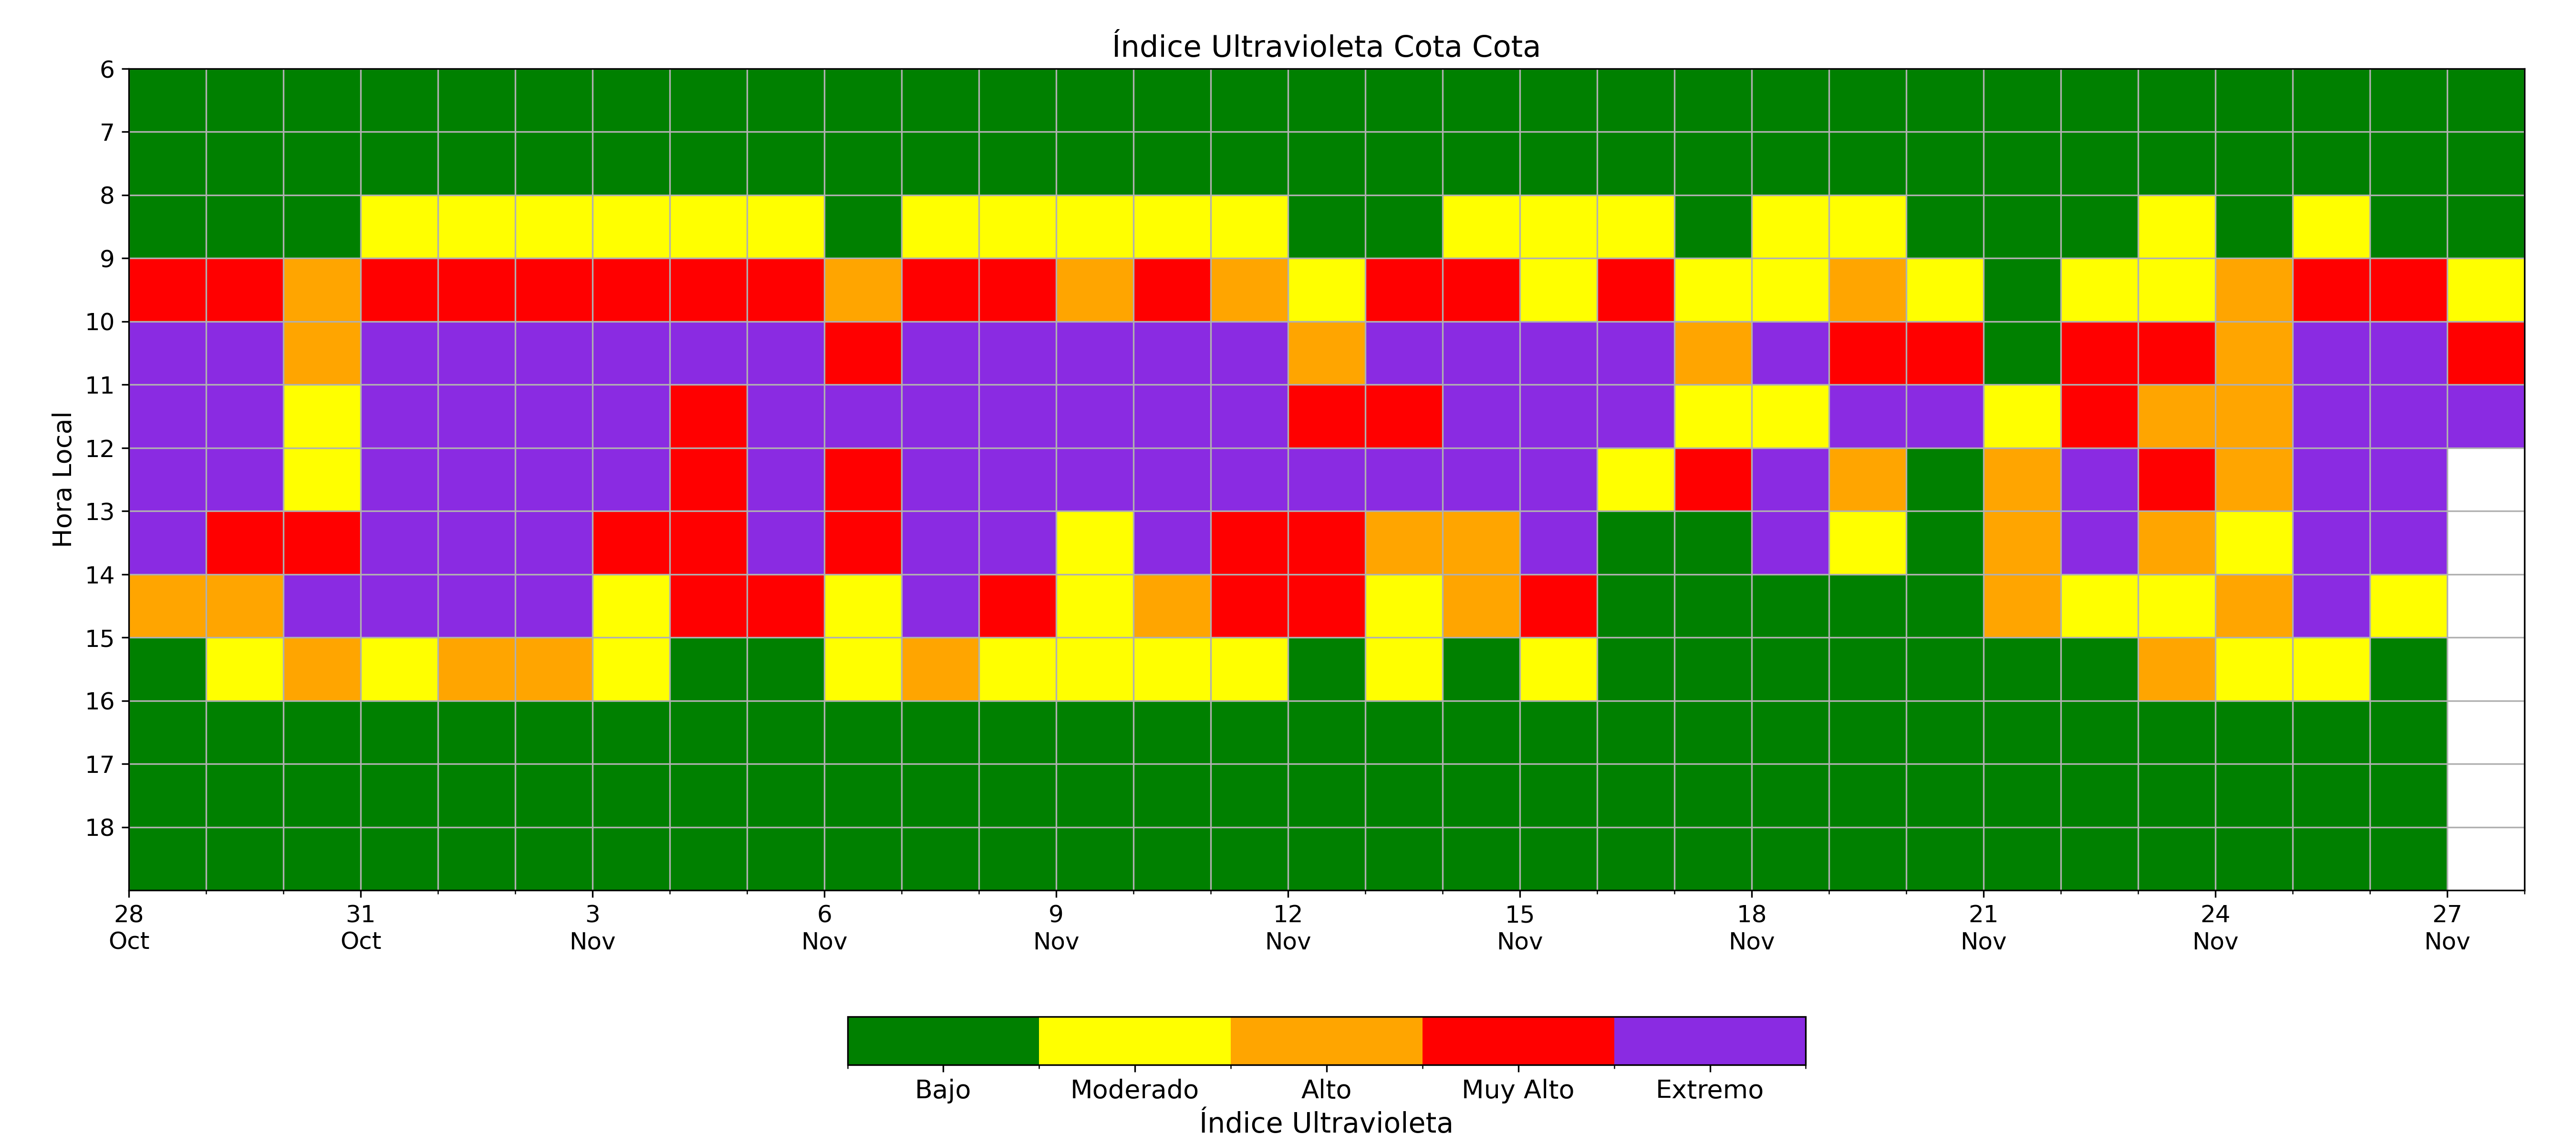 Índice Ultravioleta Cota Cota
6
7
8
9
10
11
12
13
14
15
16
17
18
Hora Local
28 31 3 6 9 12 15 18 21 24 27
Oct Oct Nov Nov Nov Nov Nov Nov Nov Nov Nov
Bajo Moderado Alto Muy Alto Extremo
Índice Ultravioleta